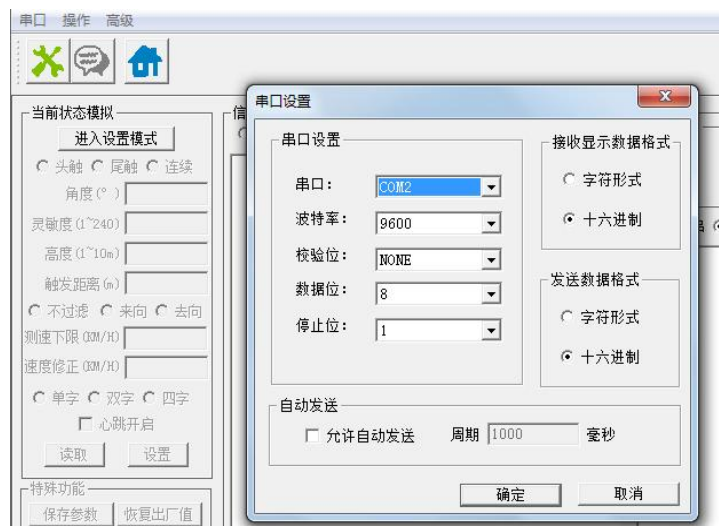 串口 操作 高级
当前状态模拟
进入设置模式
头触 尾触 连续
角度(° )
灵敏度(1~240)
高度(1~10m)
触发距离(m)
不过滤 来向 去向
测速下限(KM/H)
速度修正(KM/H)
单字 双字 四字
心跳开启
读取 设置
特殊功能
保存参数 恢复出厂值
信
串口设置
串口设置
串口: COM2
波特率: 9600
校验位: NONE
数据位: 8
停止位: 1
接收显示数据格式
字符形式
十六进制
发送数据格式
字符形式
十六进制
自动发送
允许自动发送 周期 1000 毫秒
确定 取消